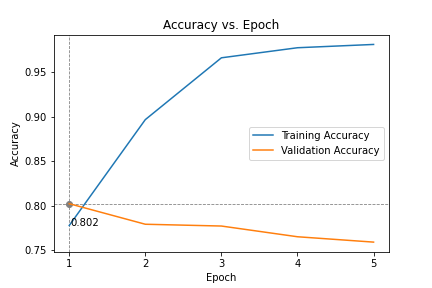 Accuracy vs. Epoch
Accuracy
0.95
0.90
0.85
0.80
0.75
Training Accuracy
Validation Accuracy
0.802
1 2 3 4 5
Epoch